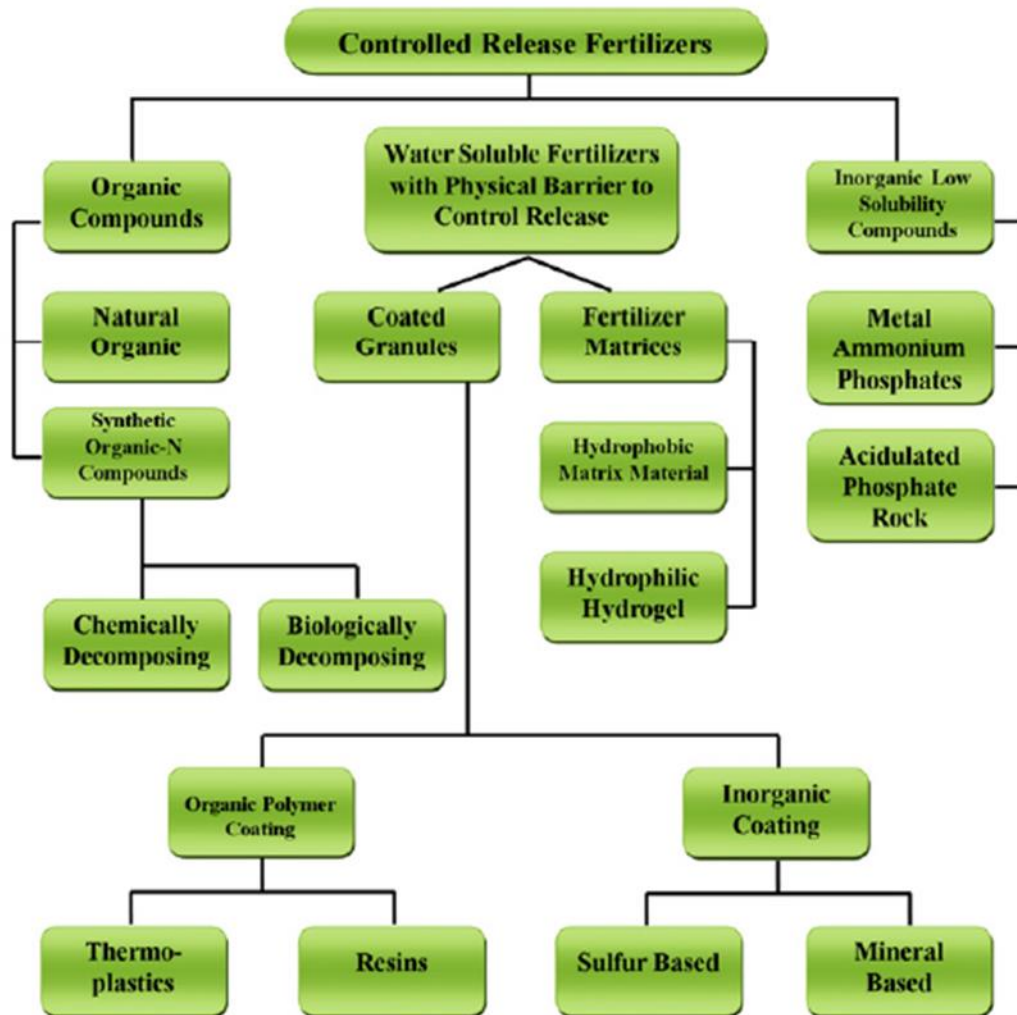 Controlled Release Fertilizers
Organic
Compounds
Water Soluble Fertilizers
with Physical Barrier to
Control Release
Inorganic Low
Solubility
Compounds
Natural
Organic
Coated
Granules
Fertilizer
Matrices
Metal
Ammonium
Phosphates
Synthetic
Organic-N
Compounds
Hydrophobic
Matrix Material
Acidulated
Phosphate
Rock
Hydrophilic
Hydrogel
Chemically
Decomposing
Biologically
Decomposing
Organic Polymer
Coating
Inorganic
Coating
Thermo-
plastics
Resins
Sulfur Based
Mineral
Based